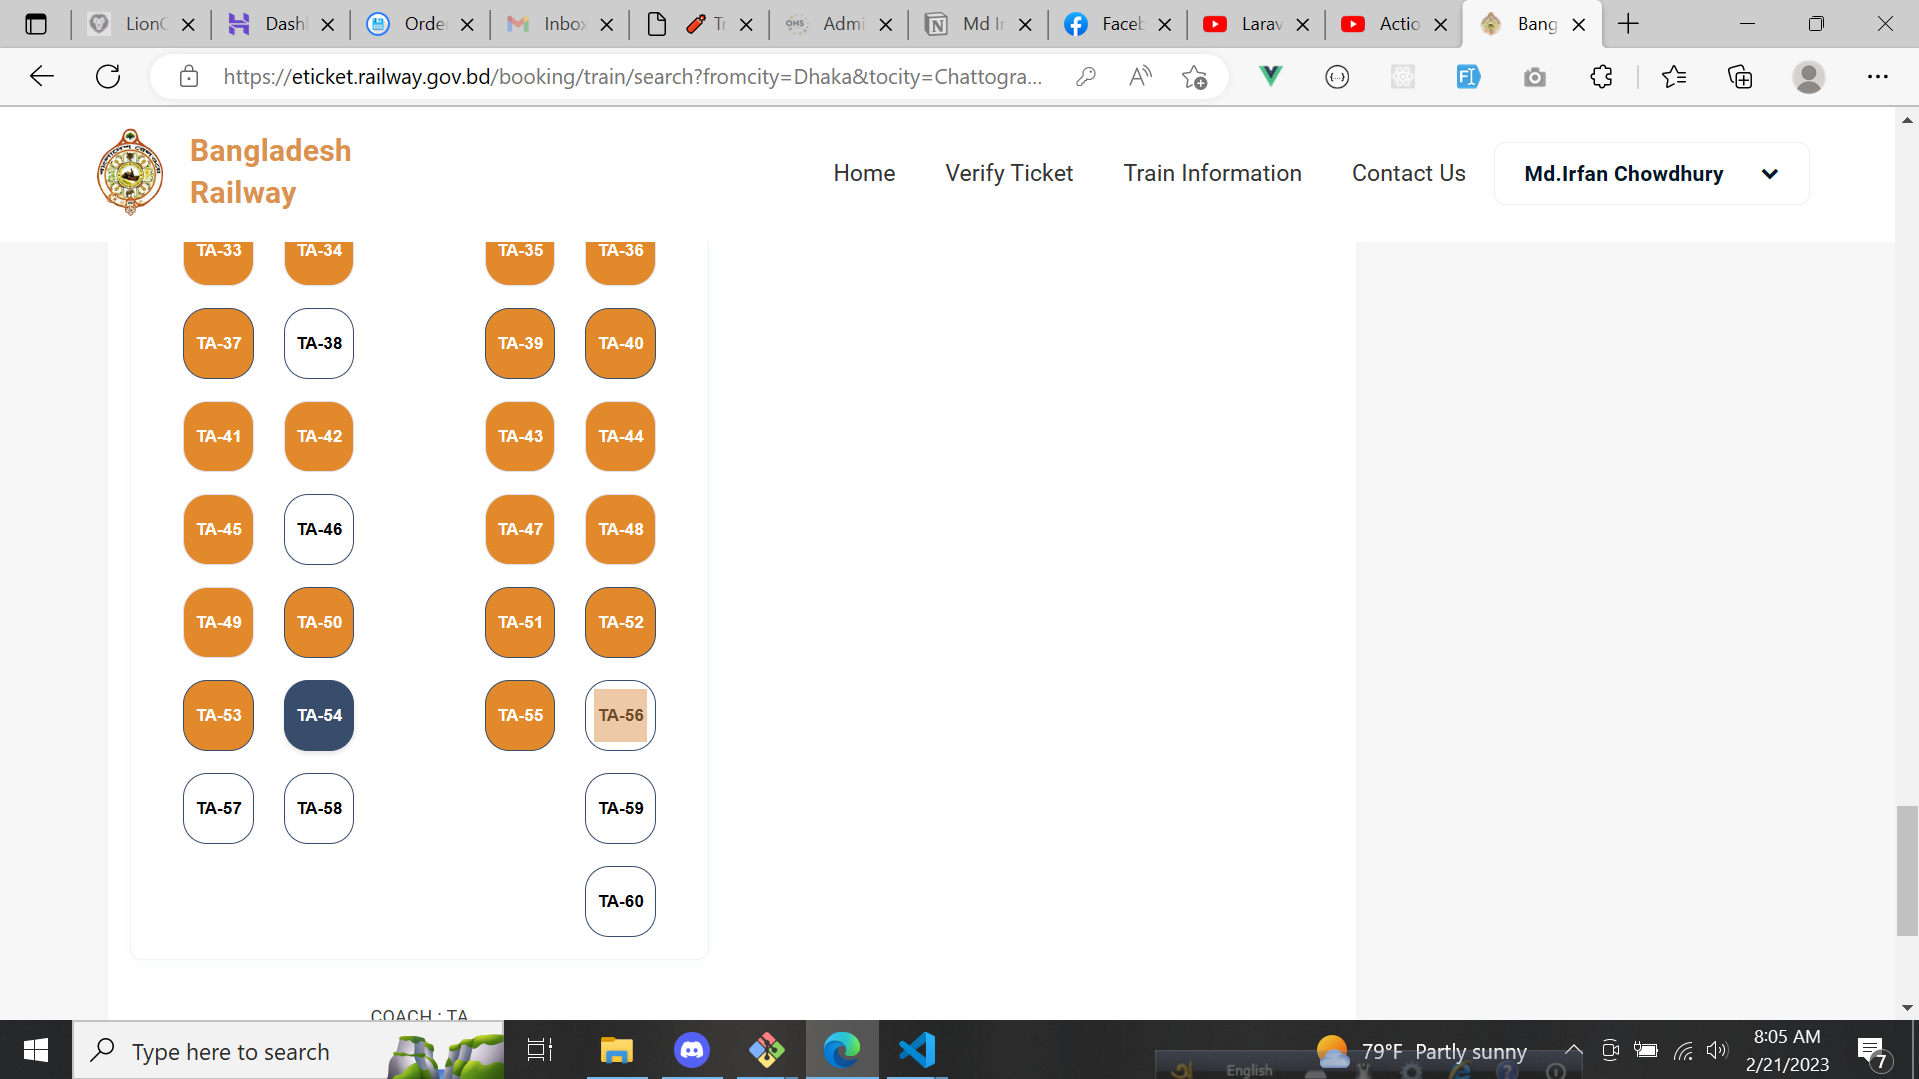 LionC
Dashl
Orde
Inbox
Tr
Admi
Md Ir
Faceb
Larav
Actio
Bang
https://eticket.railway.gov.bd/booking/train/search?fromcity=Dhaka&tocity=Chattogra...
Bangladesh
Railway
Home Verify Ticket Train Information Contact Us Md.Irfan Chowdhury
TA-33 TA-34 TA-35 TA-36
TA-37 TA-38 TA-39 TA-40
TA-41 TA-42 TA-43 TA-44
TA-45 TA-46 TA-47 TA-48
TA-49 TA-50 TA-51 TA-52
TA-53 TA-54 TA-55 TA-56
TA-57 TA-58 TA-59
TA-60
COACH : TA
Type here to search
English
79°F Partly sunny
8:05 AM
2/21/2023
7